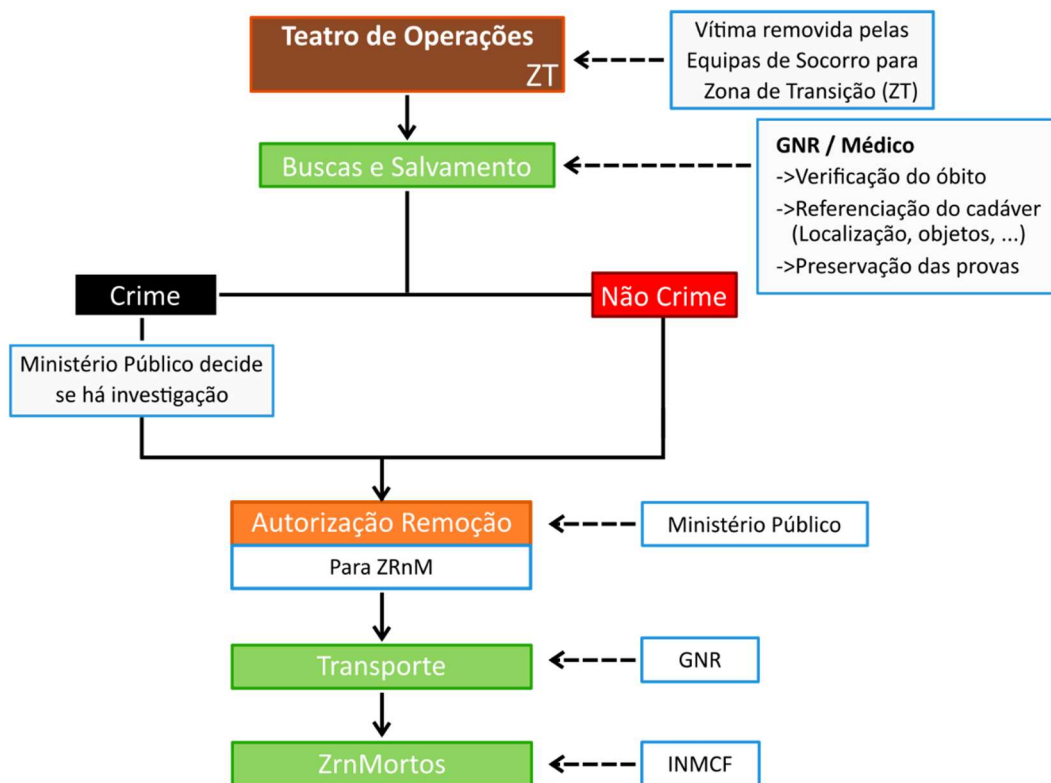 Teatro de Operações
ZT
Vítima removida pelas
Equipas de Socorro para
Zona de Transição (ZT)
Buscas e Salvamento
GNR / Médico
->Verificação do óbito
->Referenciação do cadáver
(Localização, objetos, ...)
->Preservação das provas
Crime
Não Crime
Ministério Público decide
se há investigação
Autorização Remoção
Para ZRnM
Ministério Público
Transporte
GNR
ZrnMortos
INMCF